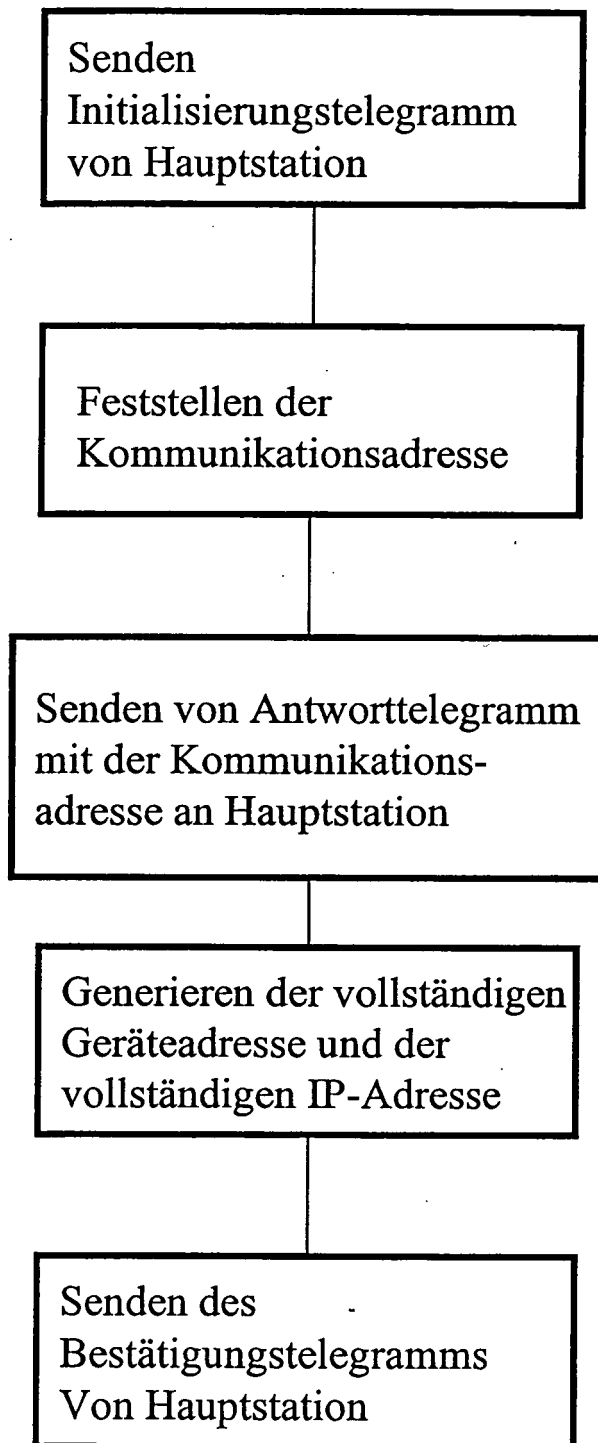 Senden
Initialisierungstelegramm
von Hauptstation
Feststellen der
Kommunikationsadresse
Senden von Antworttelegramm
mit der Kommunikations-
adresse an Hauptstation
Generieren der vollständigen
Geräteadresse und der
vollständigen IP-Adresse
Senden des
Bestätigungstelegramms
Von Hauptstation